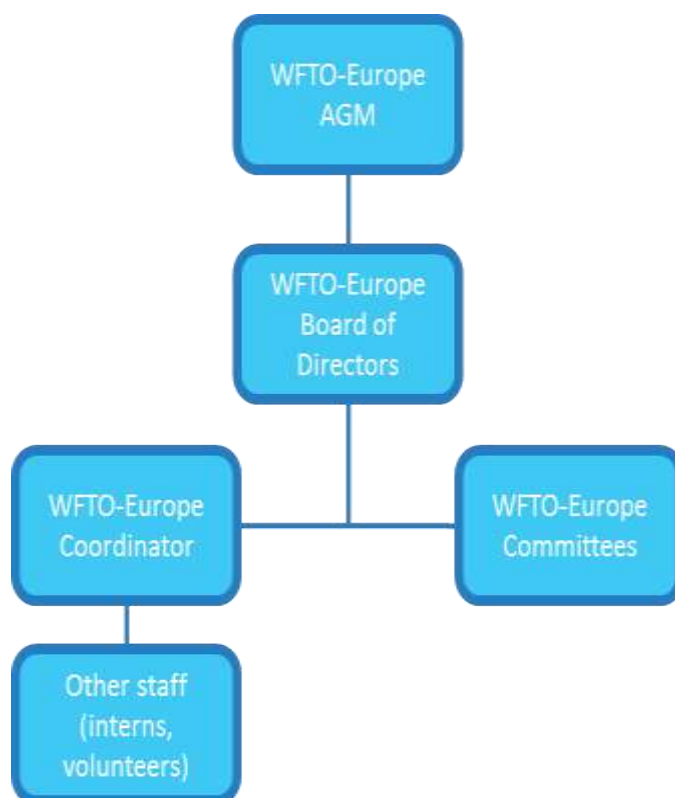 WFTO-Europe
AGM
WFTO-Europe
Board of
Directors
WFTO-Europe
Coordinator
WFTO-Europe
Committees
Other staff
(interns,
volunteers)